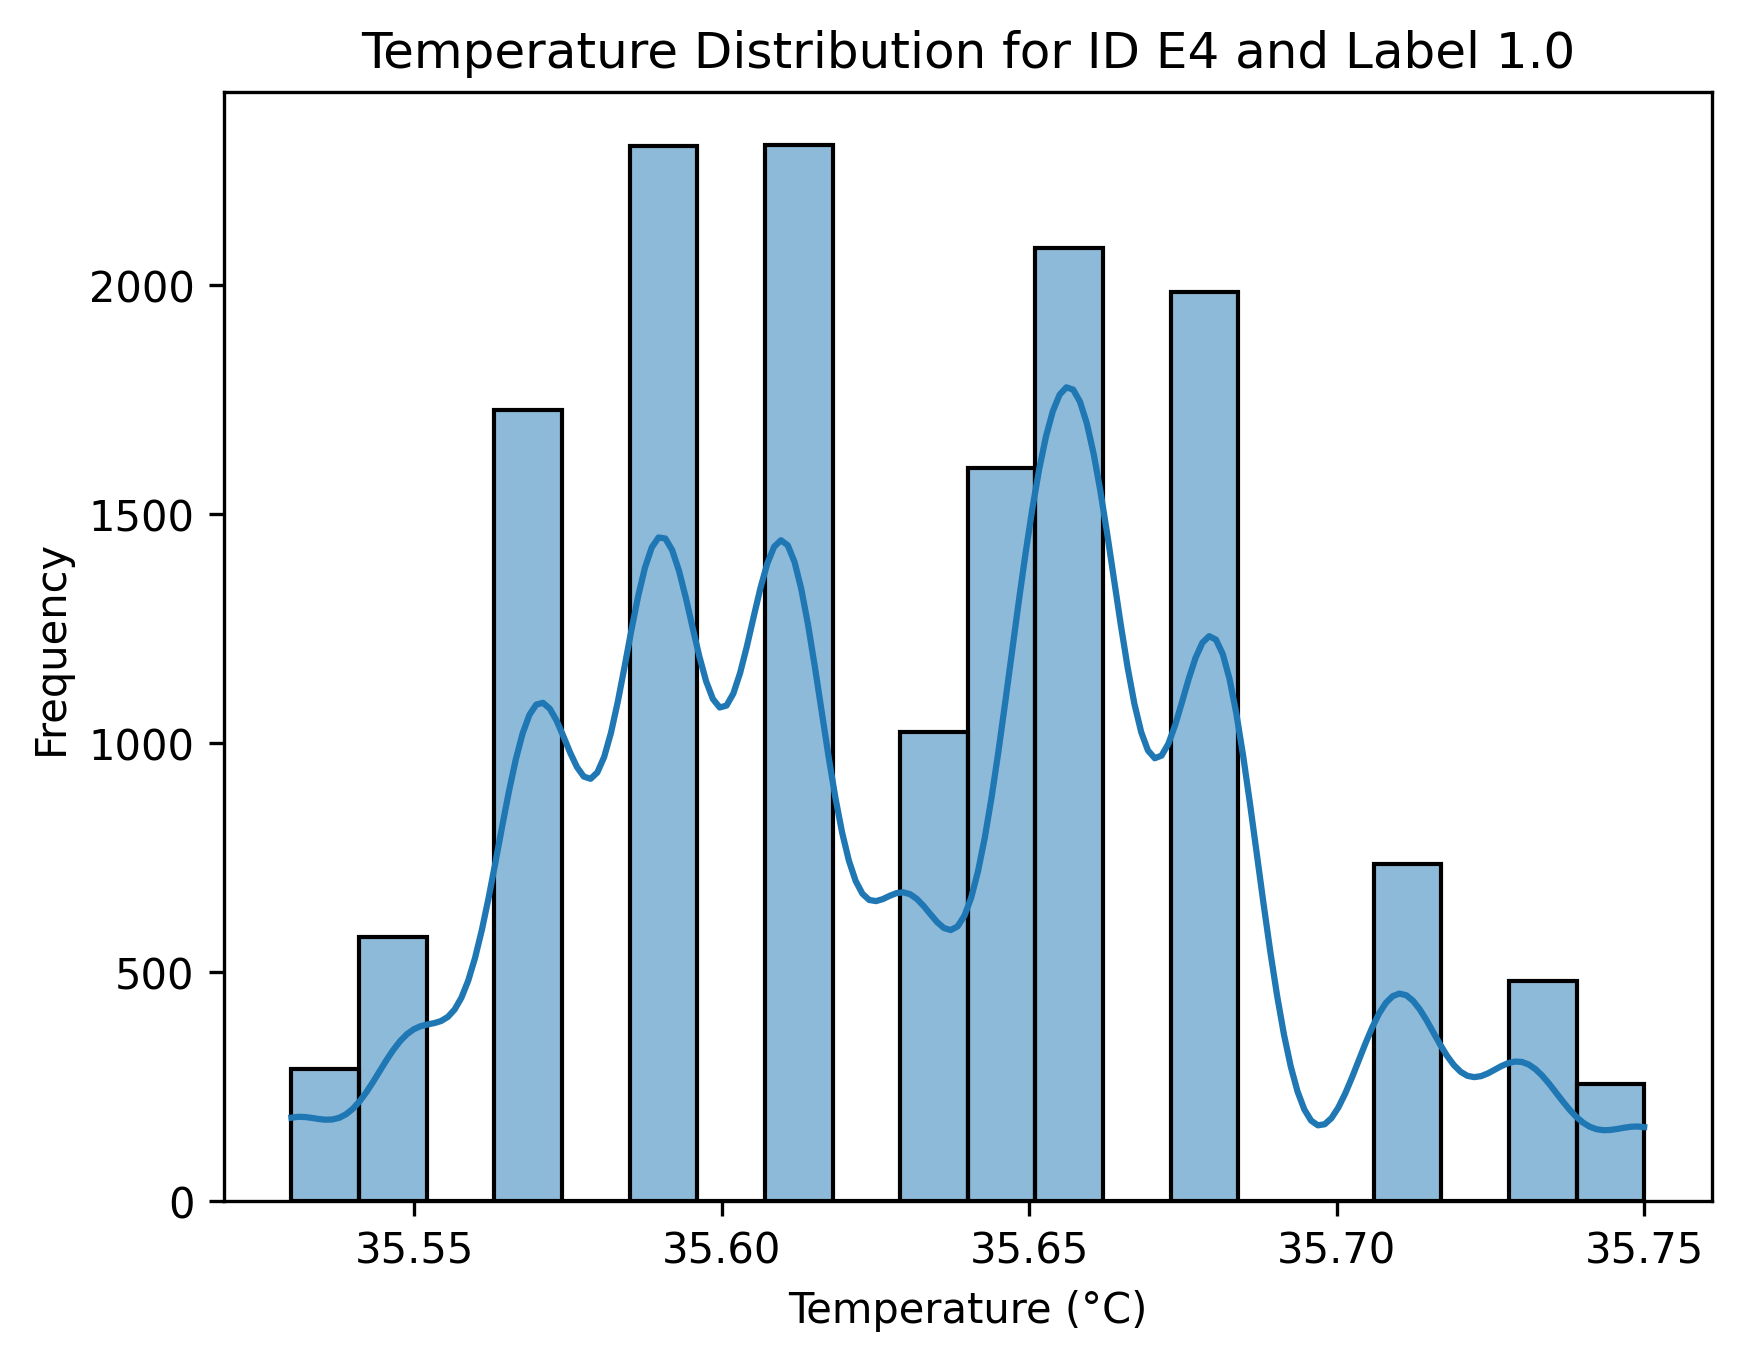 Temperature Distribution for ID E4 and Label 1.0
Frequency
2000
1500
1000
500
0
35.55 35.60 35.65 35.70 35.75
Temperature (°C)